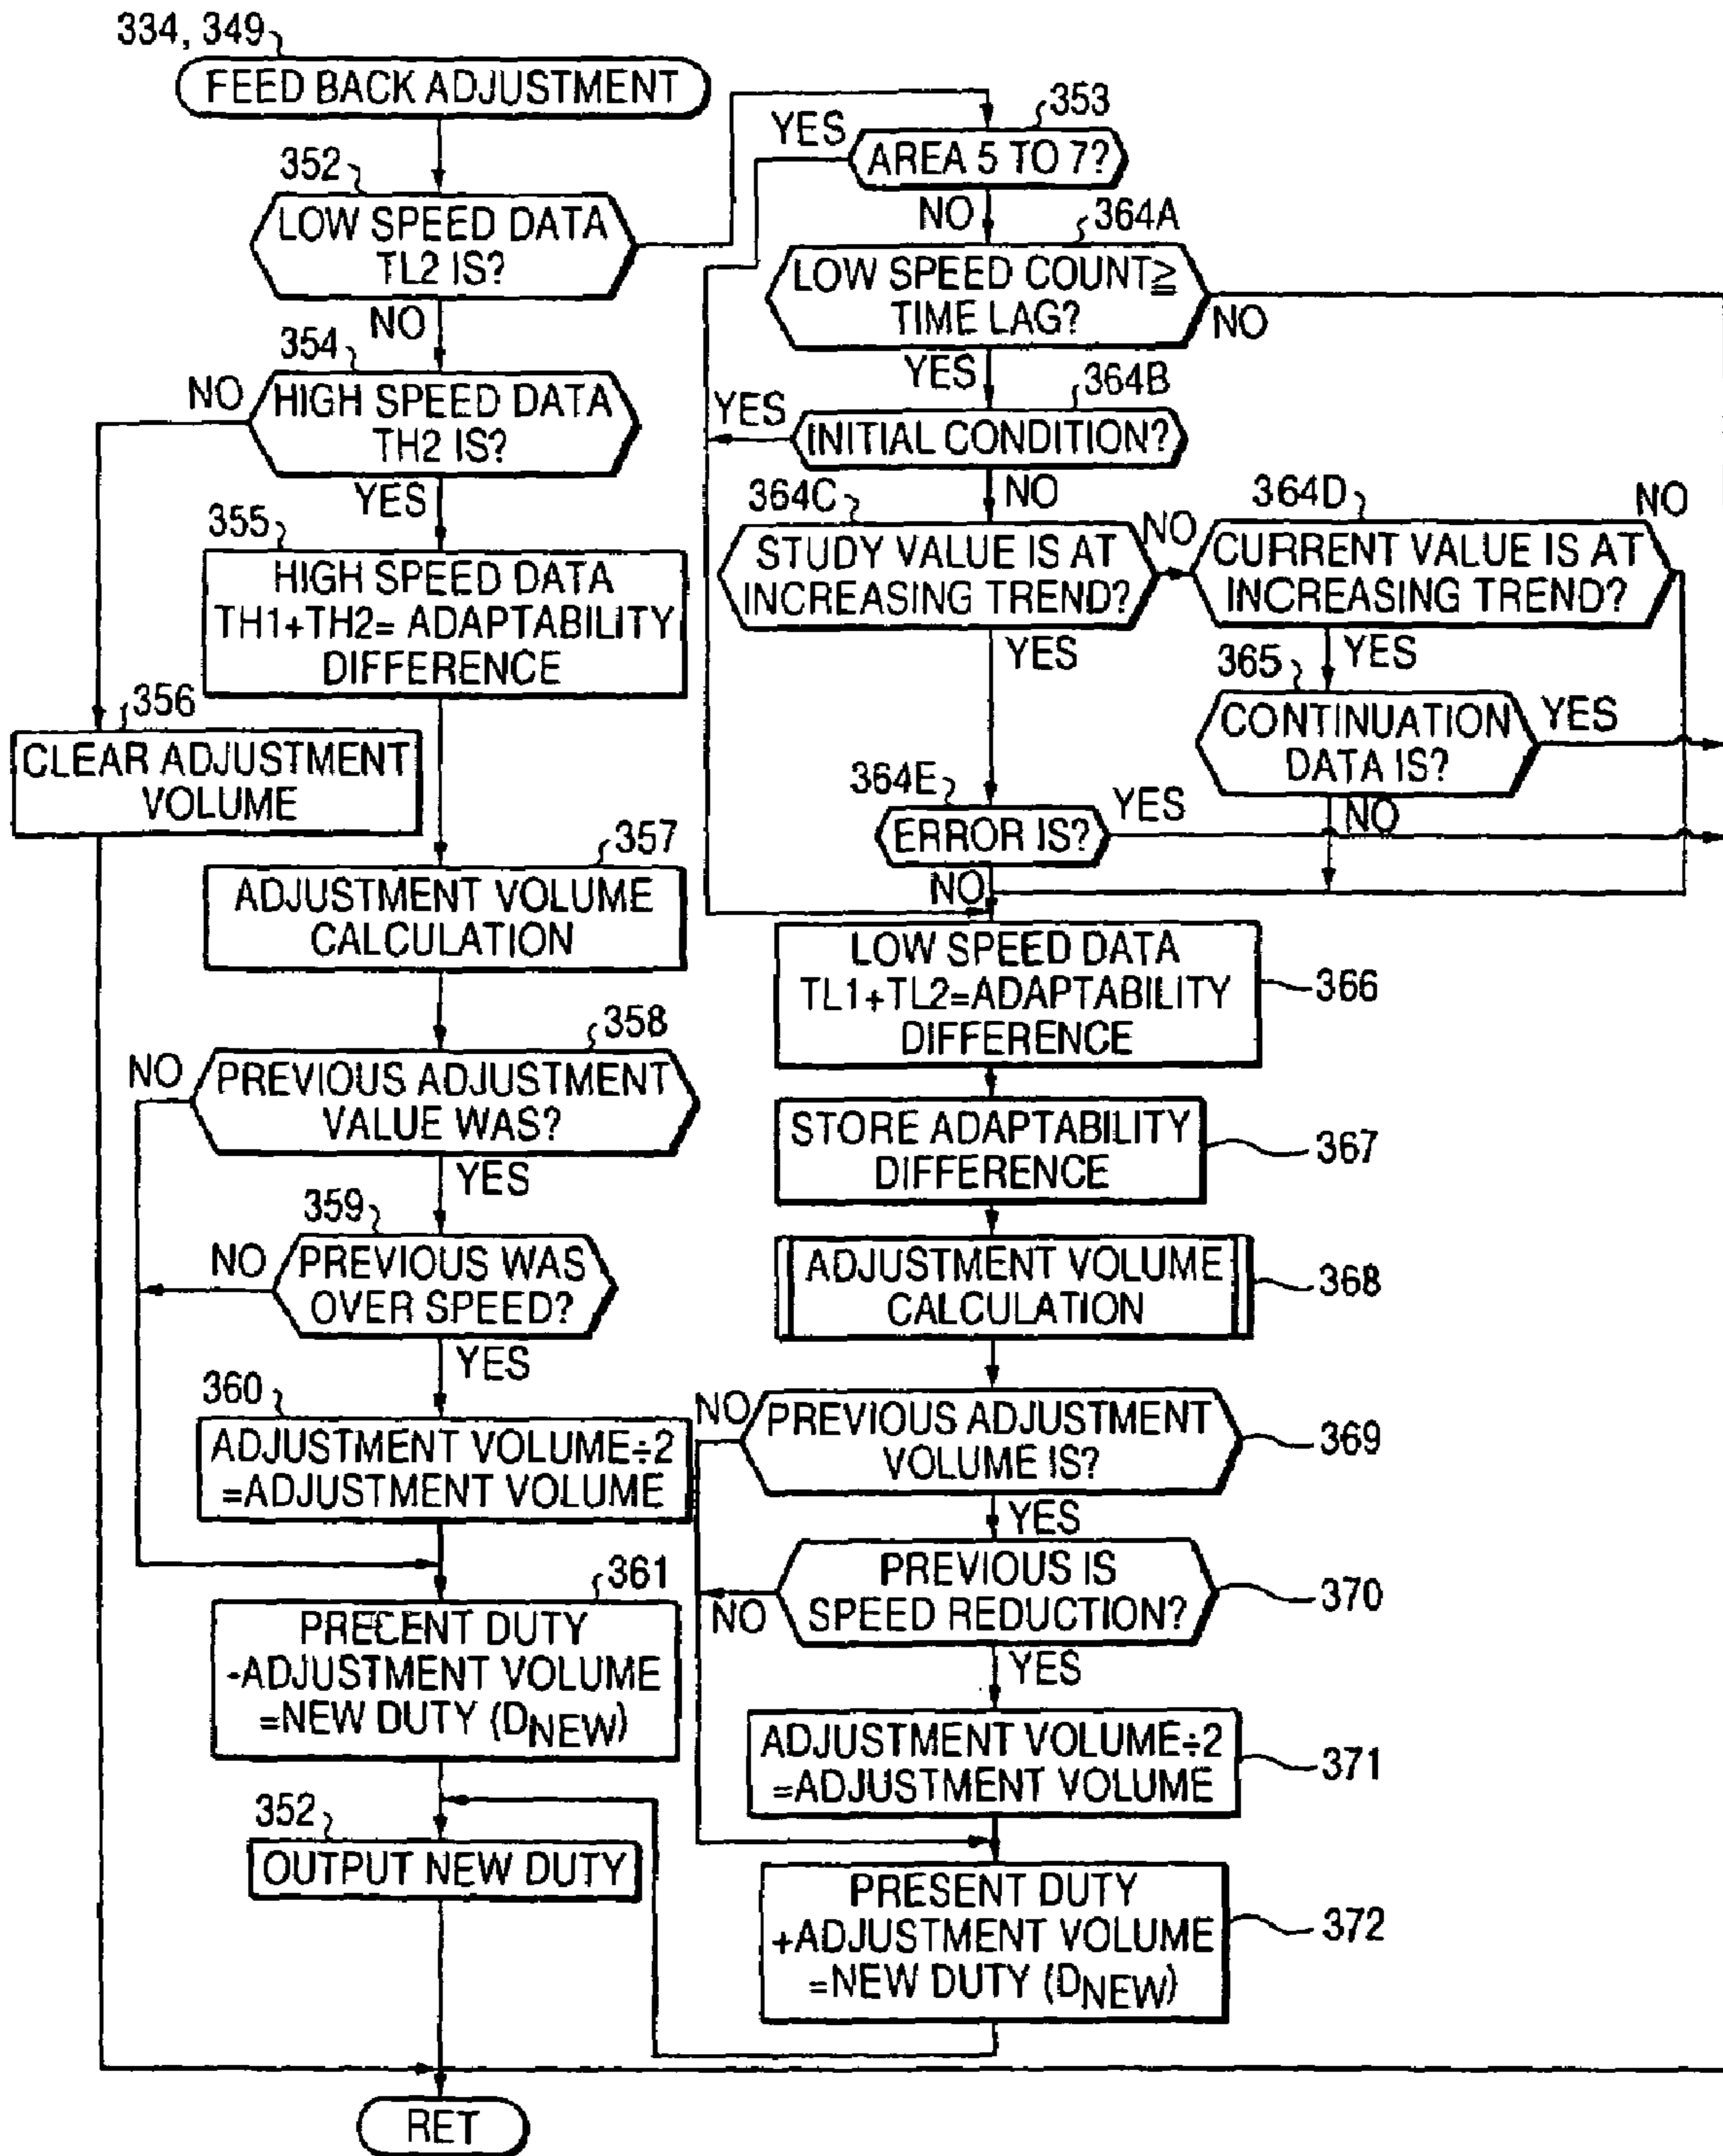 334, 349
FEED BACK ADJUSTMENT
352
LOW SPEED DATA
TL2 IS?
NO
354
NO
HIGH SPEED DATA
TH2 IS?
YES
355
HIGH SPEED DATA
TH1+TH2= ADAPTABILITY
DIFFERENCE
356
CLEAR ADJUSTMENT
VOLUME
357
ADJUSTMENT VOLUME
CALCULATION
358
NO
PREVIOUS ADJUSTMENT
VALUE WAS?
YES
359
NO
PREVIOUS WAS
OVER SPEED?
YES
360
ADJUSTMENT VOLUME÷2
=ADJUSTMENT VOLUME
361
PRECENT DUTY
-ADJUSTMENT VOLUME
=NEW DUTY (DNEW)
352
OUTPUT NEW DUTY
RET
353
YES
AREA 5 TO 7?
NO
364A
LOW SPEED COUNT≧
TIME LAG?
NO
YES
364B
YES
INITIAL CONDITION?
NO
364C
STUDY VALUE IS AT
INCREASING TREND?
NO
YES
364D
NO
CURRENT VALUE IS AT
INCREASING TREND?
YES
365
CONTINUATION
DATA IS?
YES
NO
364E
ERROR IS?
YES
NO
LOW SPEED DATA
TL1+TL2=ADAPTABILITY
DIFFERENCE
366
STORE ADAPTABILITY
DIFFERENCE
367
ADJUSTMENT VOLUME
CALCULATION
368
NO
PREVIOUS ADJUSTMENT
VOLUME IS?
369
YES
PREVIOUS IS
SPEED REDUCTION?
370
NO
YES
ADJUSTMENT VOLUME÷2
=ADJUSTMENT VOLUME
371
PRESENT DUTY
+ADJUSTMENT VOLUME
=NEW DUTY (DNEW)
372